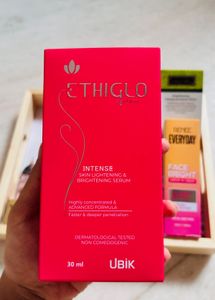 ETHIGLO
INTENSE
SKIN LIGHTENING &
BRIGHTENING SERUM
Highly concentrated &
ADVANCED FORMULA
Faster & deeper penetration
DERMATOLOGICAL TESTED
NON COMEDOGENIC
30 ml
UBIK
RENEE
EVERYDAY
FACE
BRIGHT